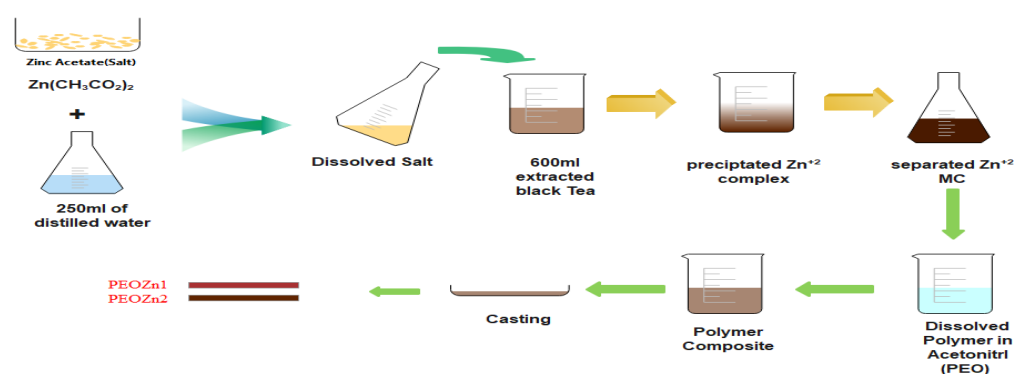 Zinc Acetate(Salt)
Zn(CH₃CO₂)₂
+
250ml of
distilled water
Dissolved Salt
600ml
extracted
black Tea
preciptated Zn⁺²
complex
separated Zn⁺²
MC
Dissolved
Polymer in
Acetonitrl
(PEO)
Polymer
Composite
Casting
PEOZn1
PEOZn2